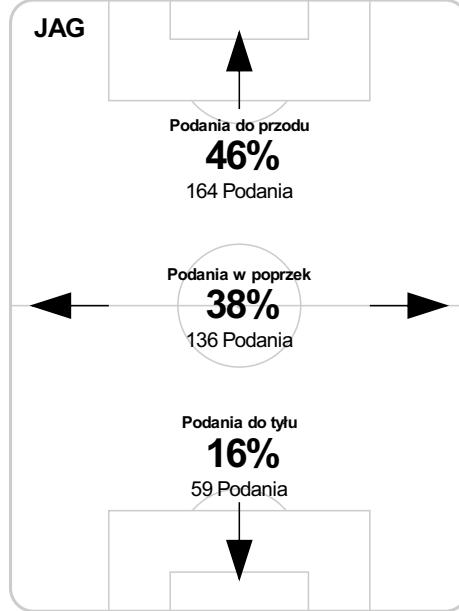 JAG
Podania do przodu
46%
164 Podania
Podania w poprzek
38%
136 Podania
Podania do tyłu
16%
59 Podania